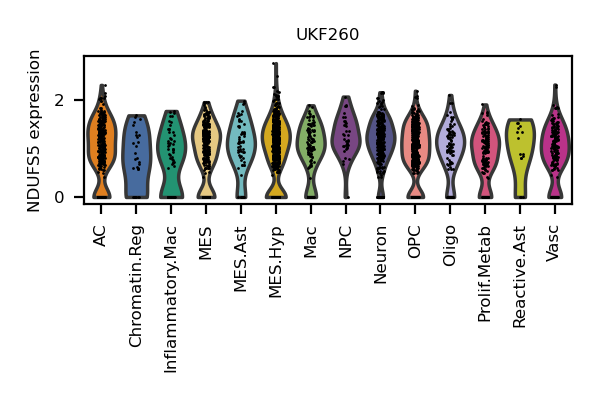 UKF260
NDUFS5 expression
2
0
AC
Chromatin.Reg
Inflammatory.Mac
MES
MES.Ast
MES.Hyp
Mac
NPC
Neuron
OPC
Oligo
Prolif.Metab
Reactive.Ast
Vasc